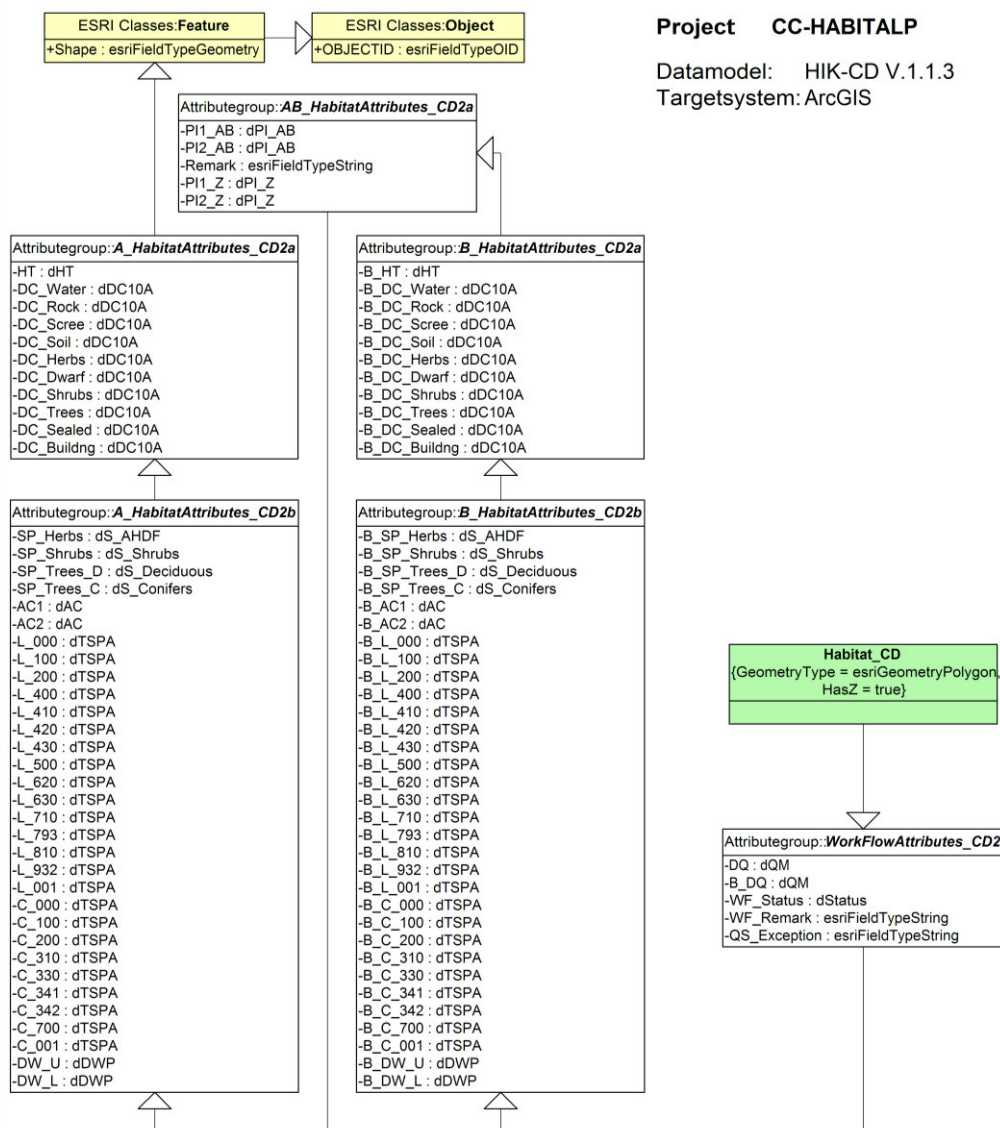 ESRI Classes:Feature
+Shape : esriFieldTypeGeometry
ESRI Classes:Object
+OBJECTID : esriFieldTypeOID
Project CC-HABITALP
Datamodel: HIK-CD V.1.1.3
Targetsystem: ArcGIS
Attributegroup::AB_HabitatAttributes_CD2a
-PI1_AB : dPI_AB
-PI2_AB : dPI_AB
-Remark : esriFieldTypeString
-PI1_Z : dPI_Z
-PI2_Z : dPI_Z
Attributegroup::A_HabitatAttributes_CD2a
-HT : dHT
-DC_Water : dDC10A
-DC_Rock : dDC10A
-DC_Scree : dDC10A
-DC_Soil : dDC10A
-DC_Herbs : dDC10A
-DC_Dwarf : dDC10A
-DC_Shrubs : dDC10A
-DC_Trees : dDC10A
-DC_Sealed : dDC10A
-DC_Buildng : dDC10A
Attributegroup::B_HabitatAttributes_CD2a
-B_HT : dHT
-B_DC_Water : dDC10A
-B_DC_Rock : dDC10A
-B_DC_Scree : dDC10A
-B_DC_Soil : dDC10A
-B_DC_Herbs : dDC10A
-B_DC_Dwarf : dDC10A
-B_DC_Shrubs : dDC10A
-B_DC_Trees : dDC10A
-B_DC_Sealed : dDC10A
-B_DC_Buildng : dDC10A
Attributegroup::A_HabitatAttributes_CD2b
-SP_Herbs : dS_AHDF
-SP_Shrubs : dS_Shrubs
-SP_Trees_D : dS_Deciduous
-SP_Trees_C : dS_Conifers
-AC1 : dAC
-AC2 : dAC
-L_000 : dTSPA
-L_100 : dTSPA
-L_200 : dTSPA
-L_400 : dTSPA
-L_410 : dTSPA
-L_420 : dTSPA
-L_430 : dTSPA
-L_500 : dTSPA
-L_620 : dTSPA
-L_630 : dTSPA
-L_710 : dTSPA
-L_793 : dTSPA
-L_810 : dTSPA
-L_932 : dTSPA
-L_001 : dTSPA
-C_000 : dTSPA
-C_100 : dTSPA
-C_200 : dTSPA
-C_310 : dTSPA
-C_330 : dTSPA
-C_341 : dTSPA
-C_342 : dTSPA
-C_700 : dTSPA
-C_001 : dTSPA
-DW_U : dDWP
-DW_L : dDWP
Attributegroup::B_HabitatAttributes_CD2b
-B_SP_Herbs : dS_AHDF
-B_SP_Shrubs : dS_Shrubs
-B_SP_Trees_D : dS_Deciduous
-B_SP_Trees_C : dS_Conifers
-B_AC1 : dAC
-B_AC2 : dAC
-B_L_000 : dTSPA
-B_L_100 : dTSPA
-B_L_200 : dTSPA
-B_L_400 : dTSPA
-B_L_410 : dTSPA
-B_L_420 : dTSPA
-B_L_430 : dTSPA
-B_L_500 : dTSPA
-B_L_620 : dTSPA
-B_L_630 : dTSPA
-B_L_710 : dTSPA
-B_L_793 : dTSPA
-B_L_810 : dTSPA
-B_L_932 : dTSPA
-B_L_001 : dTSPA
-B_C_000 : dTSPA
-B_C_100 : dTSPA
-B_C_200 : dTSPA
-B_C_310 : dTSPA
-B_C_330 : dTSPA
-B_C_341 : dTSPA
-B_C_342 : dTSPA
-B_C_700 : dTSPA
-B_C_001 : dTSPA
-B_DW_U : dDWP
-B_DW_L : dDWP
Habitat_CD
{GeometryType = esriGeometryPolygon,
HasZ = true}
Attributegroup::WorkFlowAttributes_CD2
-DQ : dQM
-B_DQ : dQM
-WF_Status : dStatus
-WF_Remark : esriFieldTypeString
-QS_Exception : esriFieldTypeString